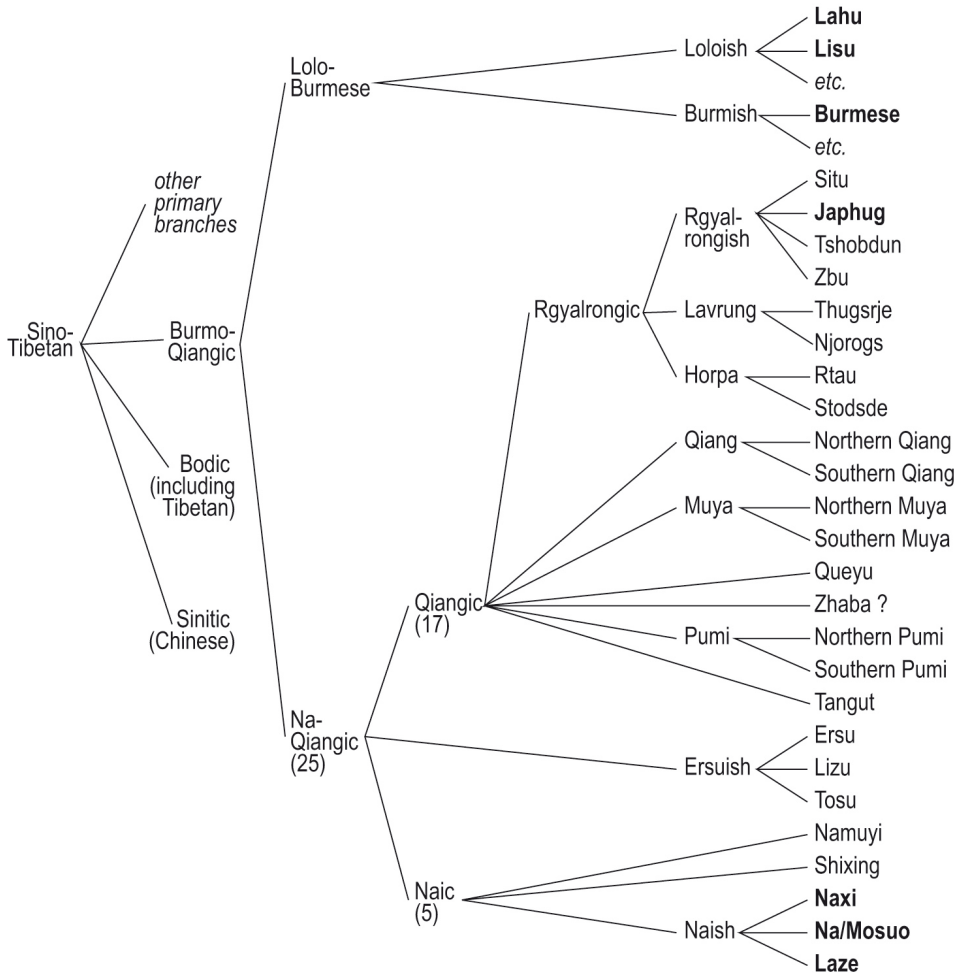 Sino-
Tibetan
other
primary
branches
Burmo-
Qiangic
Bodic
(including
Tibetan)
Sinitic
(Chinese)
Lolo-
Burmese
Loloish
Lahu
Lisu
etc.
Burmish
Burmese
etc.
Na-
Qiangic
(25)
Qiangic
(17)
Rgyalrongic
Rgyal-
rongish
Situ
Japhug
Tshobdun
Zbu
Lavrung
Thugsrje
Njorogs
Horpa
Rtau
Stodsde
Qiang
Northern Qiang
Southern Qiang
Muya
Northern Muya
Southern Muya
Queyu
Zhaba ?
Pumi
Northern Pumi
Southern Pumi
Tangut
Ersuish
Ersu
Lizu
Tosu
Naic
(5)
Namuyi
Shixing
Naish
Naxi
Na/Mosuo
Laze